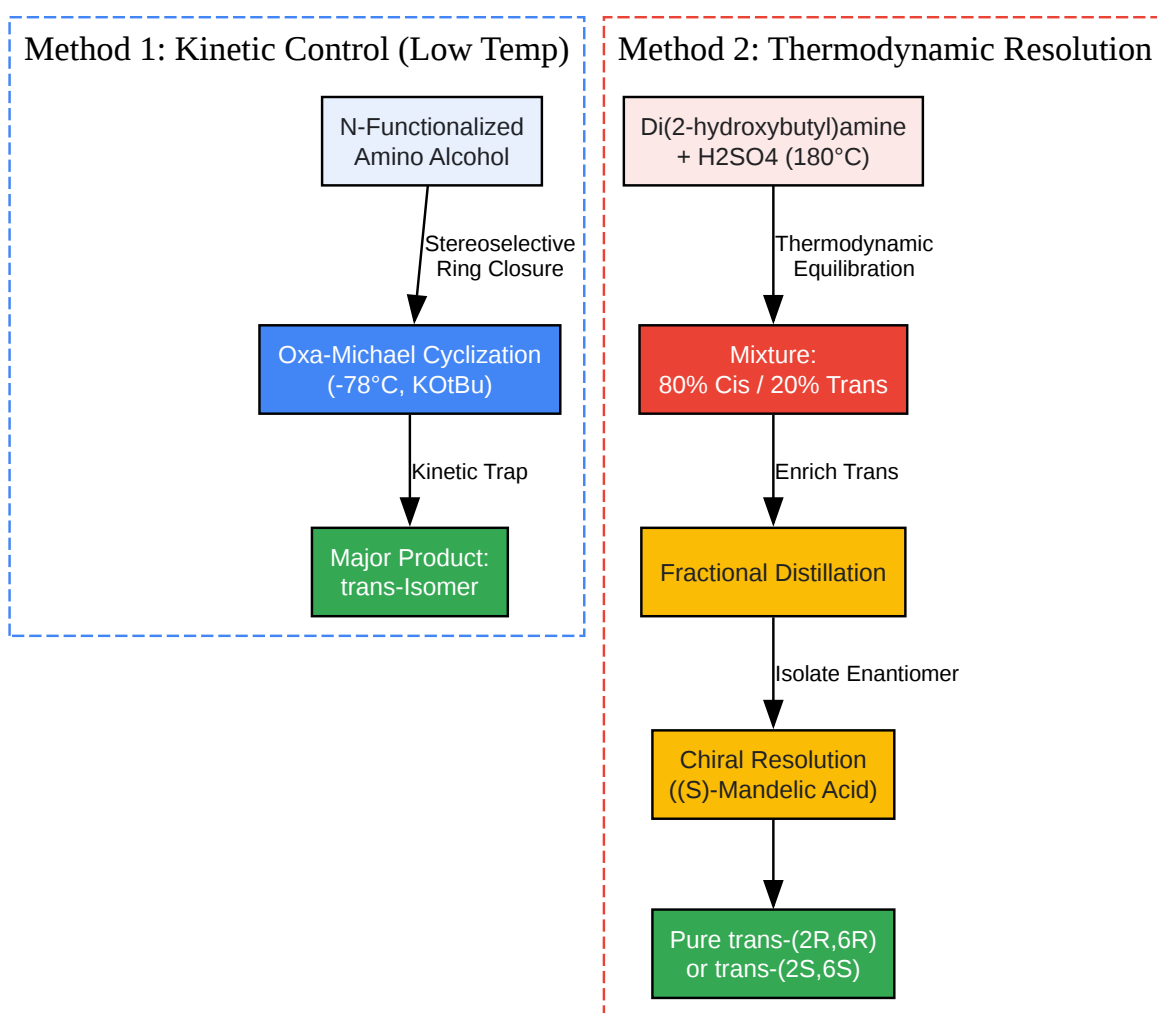 Method 1: Kinetic Control (Low Temp)
N-Functionalized
Amino Alcohol
Stereoselective
Ring Closure
Oxa-Michael Cyclization
(-78°C, KOtBu)
Kinetic Trap
Major Product:
trans-Isomer
Method 2: Thermodynamic Resolution
Di(2-hydroxybutyl)amine
+ H2SO4 (180°C)
Thermodynamic
Equilibration
Mixture:
80% Cis / 20% Trans
Enrich Trans
Fractional Distillation
Isolate Enantiomer
Chiral Resolution
((S)-Mandelic Acid)
Pure trans-(2R,6R)
or trans-(2S,6S)